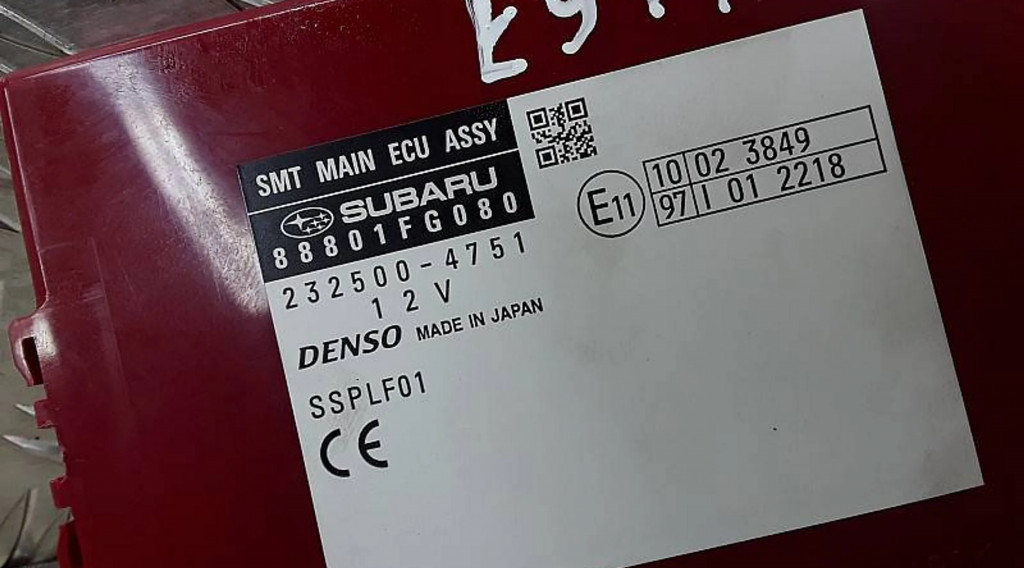 SMT MAIN ECU ASSY
SUBARU
88801FG080
232500-4751
12V
DENSO MADE IN JAPAN
SSPLF01
CE
E11
10 02 3849
97 I 01 2218